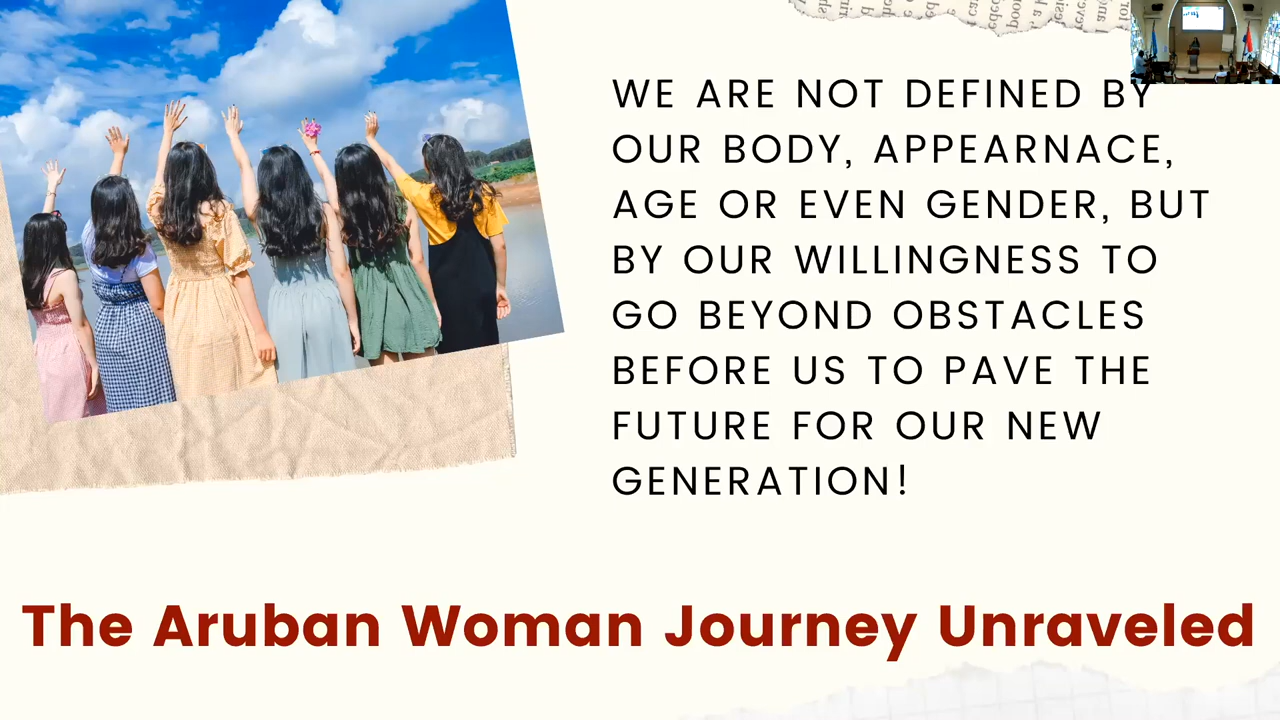 WE ARE NOT DEFINED BY
OUR BODY, APPEARNACE,
AGE OR EVEN GENDER, BUT
BY OUR WILLINGNESS TO
GO BEYOND OBSTACLES
BEFORE US TO PAVE THE
FUTURE FOR OUR NEW
GENERATION!
The Aruban Woman Journey Unraveled